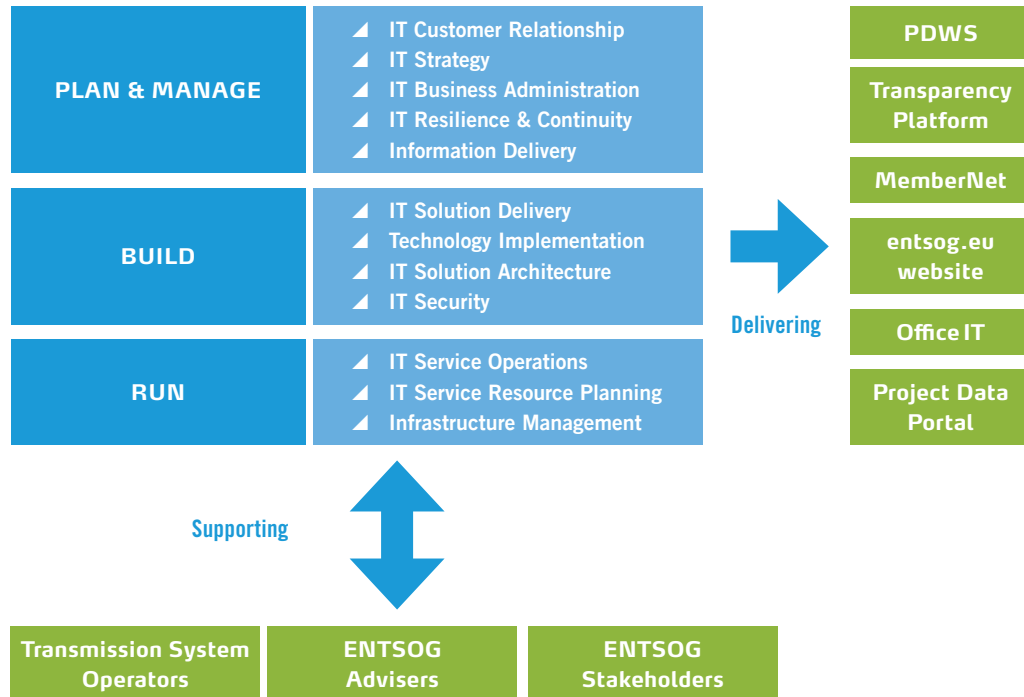 PLAN & MANAGE
IT Customer Relationship
IT Strategy
IT Business Administration
IT Resilience & Continuity
Information Delivery
BUILD
IT Solution Delivery
Technology Implementation
IT Solution Architecture
IT Security
RUN
IT Service Operations
IT Service Resource Planning
Infrastructure Management
Delivering
PDWS
Transparency
Platform
MemberNet
entsog.eu
website
Office IT
Project Data
Portal
Supporting
Transmission System
Operators
ENTSOG
Advisers
ENTSOG
Stakeholders